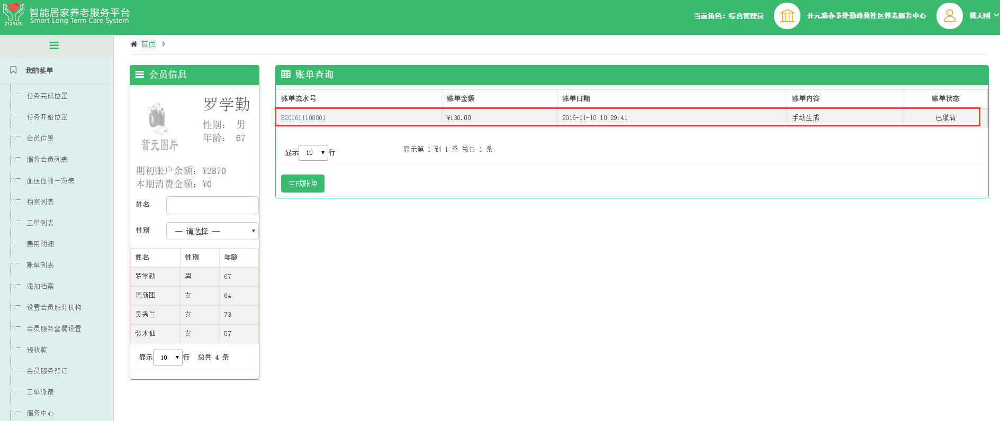 智能居家养老服务平台
212 SLTC
Smart Long Term Care System
当前角色：综合管理员
开元路办事处勤政苑社区养老服务中心
姚天刚
首页
我的菜单
任务完成位置
任务开始位置
会员位置
服务会员列表
血压血糖一览表
档案列表
工单列表
费用明细
账单列表
添加档案
设置会员服务机构
会员服务套餐设置
预收款
会员服务预订
工单派遣
服务中心
会员信息
罗学勤
性别： 男
年龄： 67
暂无图片
期初账户余额：¥2870
本期消费金额：¥0
姓名
性别 — 请选择 —
姓名 性别 年龄
罗学勤 男 67
周新团 女 64
吴秀兰 女 73
张水仙 女 57
显示 10 行 总共 4 条
账单查询
账单流水号 账单金额 账单日期 账单内容 账单状态
B201611100001 ¥130.00 2016-11-10 10:29:41 手动生成 已缴清
显示 10 行 显示第 1 到 1 条 总共 1 条
生成账单